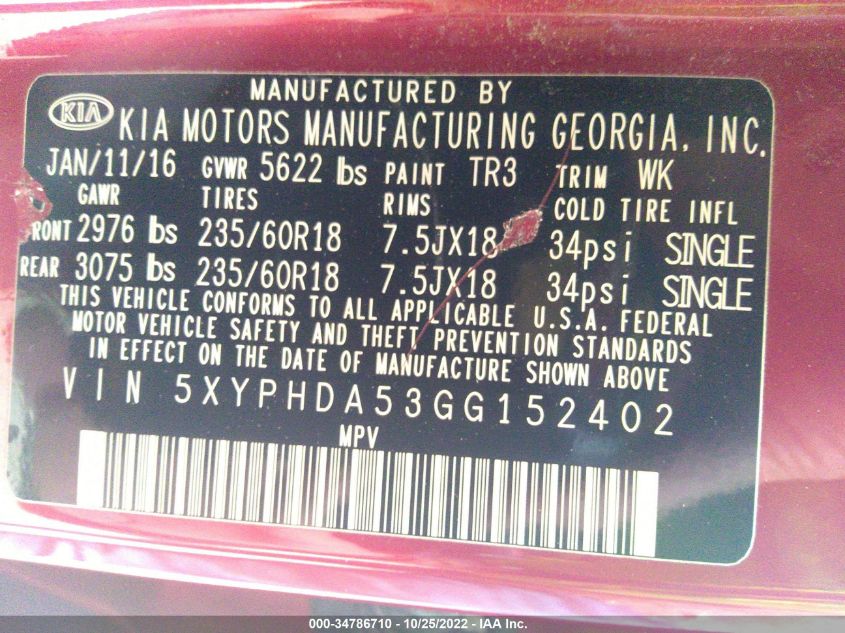 MANUFACTURED BY
KIA KIA MOTORS MANUFACTURING GEORGIA, INC.
JAN/11/16 GVWR 5622 lbs PAINT TR3 TRIM WK
GAWR TIRES RIMS COLD TIRE INFL
FRONT 2976 lbs 235/60R18 7.5JX18 34psi SINGLE
REAR 3075 lbs 235/60R18 7.5JX18 34psi SINGLE
THIS VEHICLE CONFORMS TO ALL APPLICABLE U.S.A. FEDERAL
MOTOR VEHICLE SAFETY AND THEFT PREVENTION STANDARDS
IN EFFECT ON THE DATE OF MANUFACTURE SHOWN ABOVE
VIN 5XYPHDA53GG152402
MPV
000-34786710 - 10/25/2022 - IAA Inc.